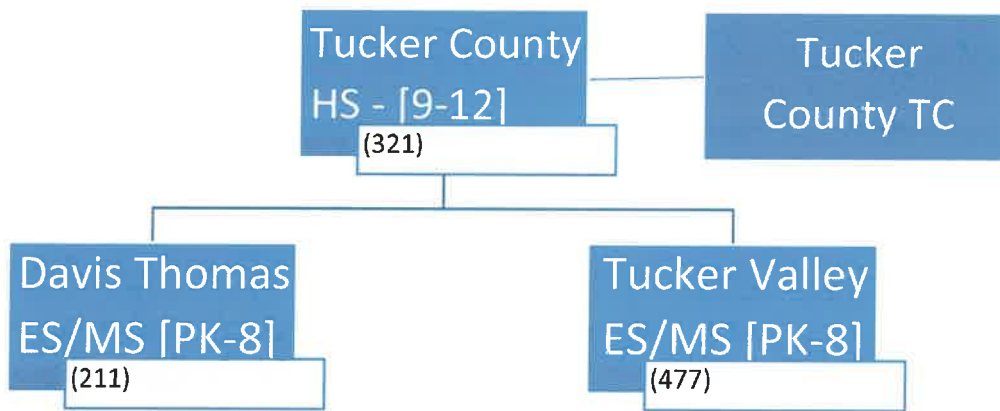 Tucker County
HS - [9-12]
(321)
Tucker
County TC
Davis Thomas
ES/MS [PK-8]
(211)
Tucker Valley
ES/MS [PK-8]
(477)